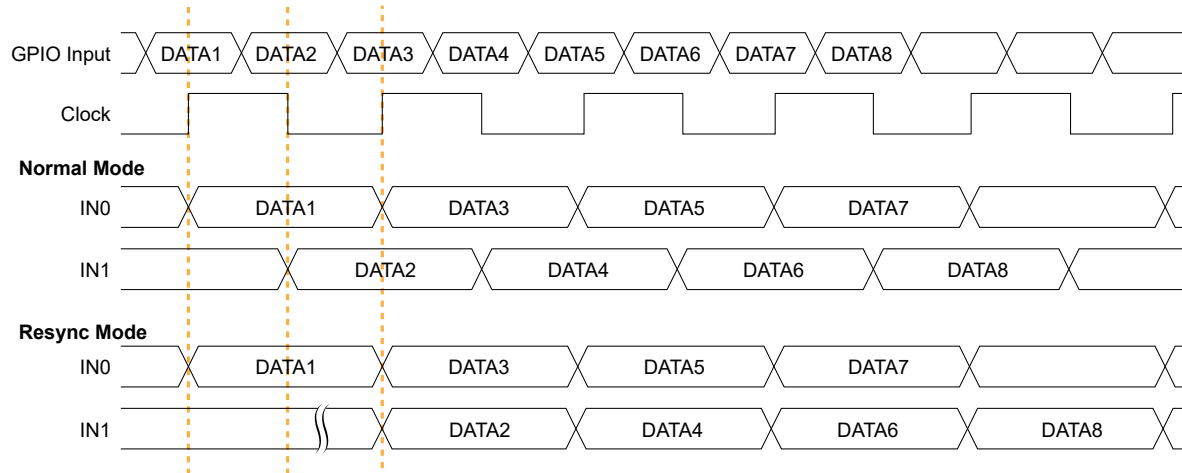 GPIO Input DATA1 DATA2 DATA3 DATA4 DATA5 DATA6 DATA7 DATA8
Clock
Normal Mode
IN0 DATA1 DATA3 DATA5 DATA7
IN1 DATA2 DATA4 DATA6 DATA8
Resync Mode
IN0 DATA1 DATA3 DATA5 DATA7
IN1 DATA2 DATA4 DATA6 DATA8